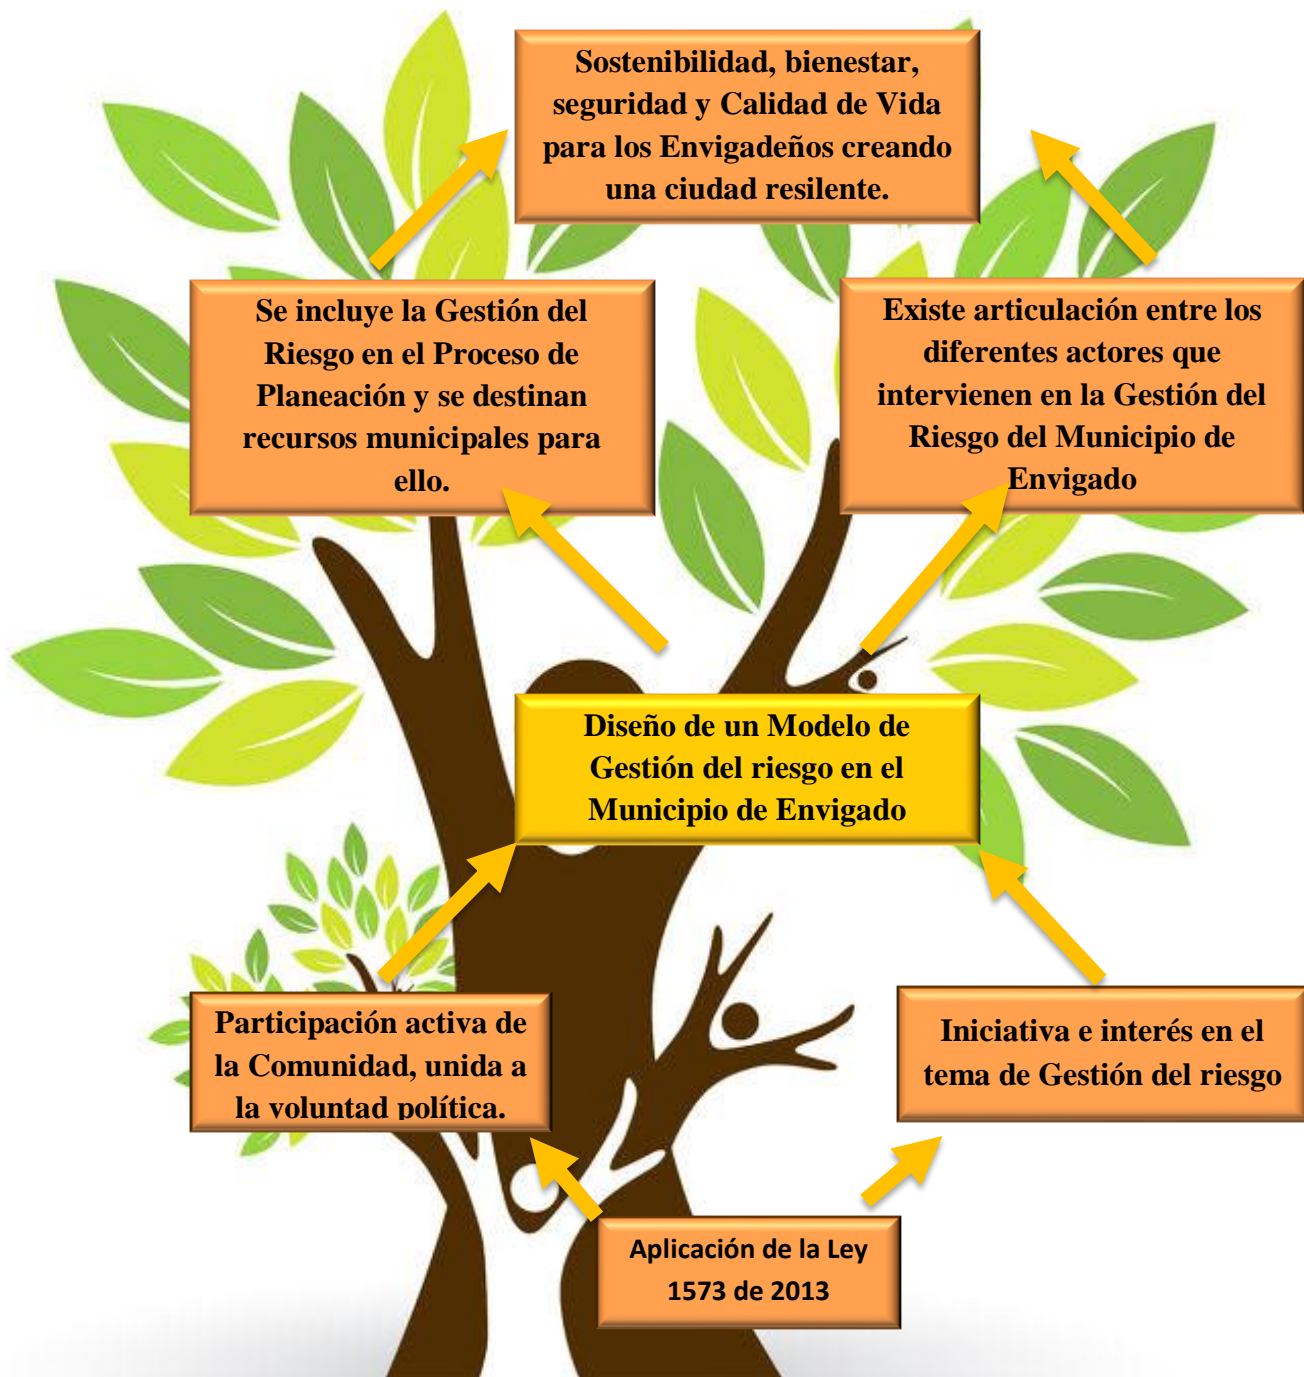 Sostenibilidad, bienestar,
seguridad y Calidad de Vida
para los Envigadeños creando
una ciudad resilente.
Se incluye la Gestión del
Riesgo en el Proceso de
Planeación y se destinan
recursos municipales para
ello.
Existe articulación entre los
diferentes actores que
intervienen en la Gestión del
Riesgo del Municipio de
Envigado
Diseño de un Modelo de
Gestión del riesgo en el
Municipio de Envigado
Participación activa de
la Comunidad, unida a
la voluntad política.
Iniciativa e interés en el
tema de Gestión del riesgo
Aplicación de la Ley
1573 de 2013